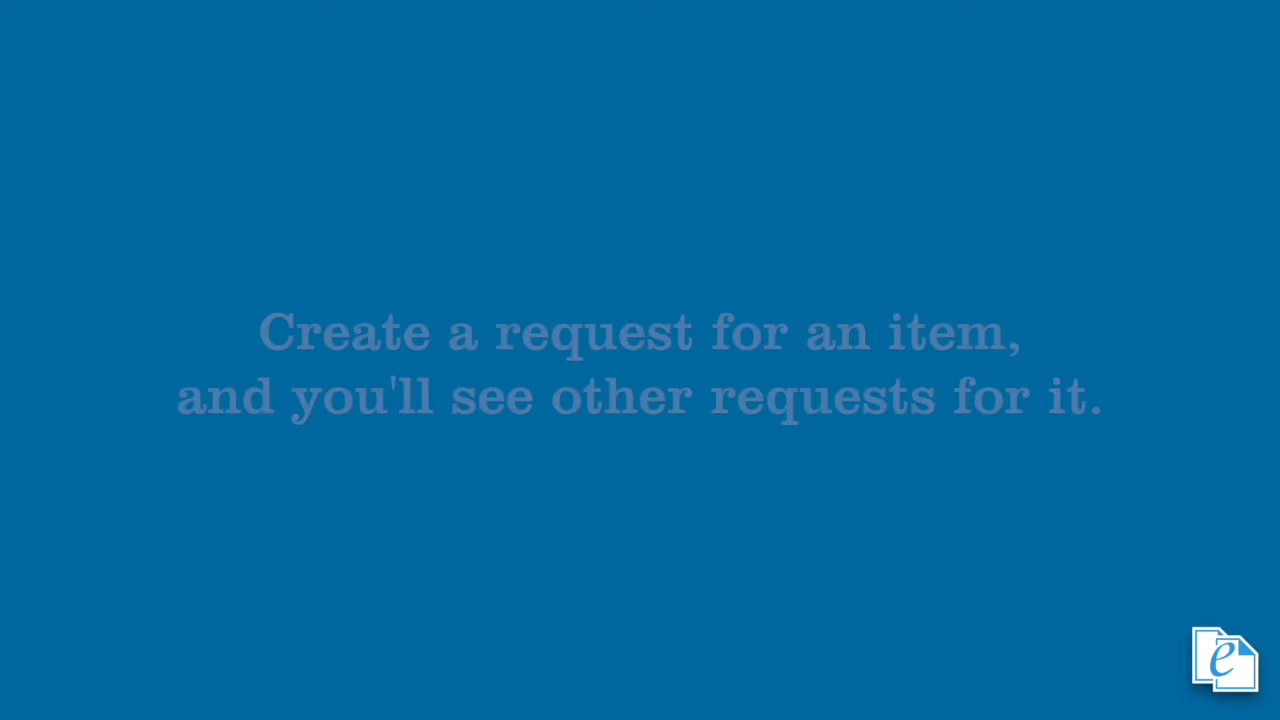 Create a request for an item,
and you'll see other requests for it.
e